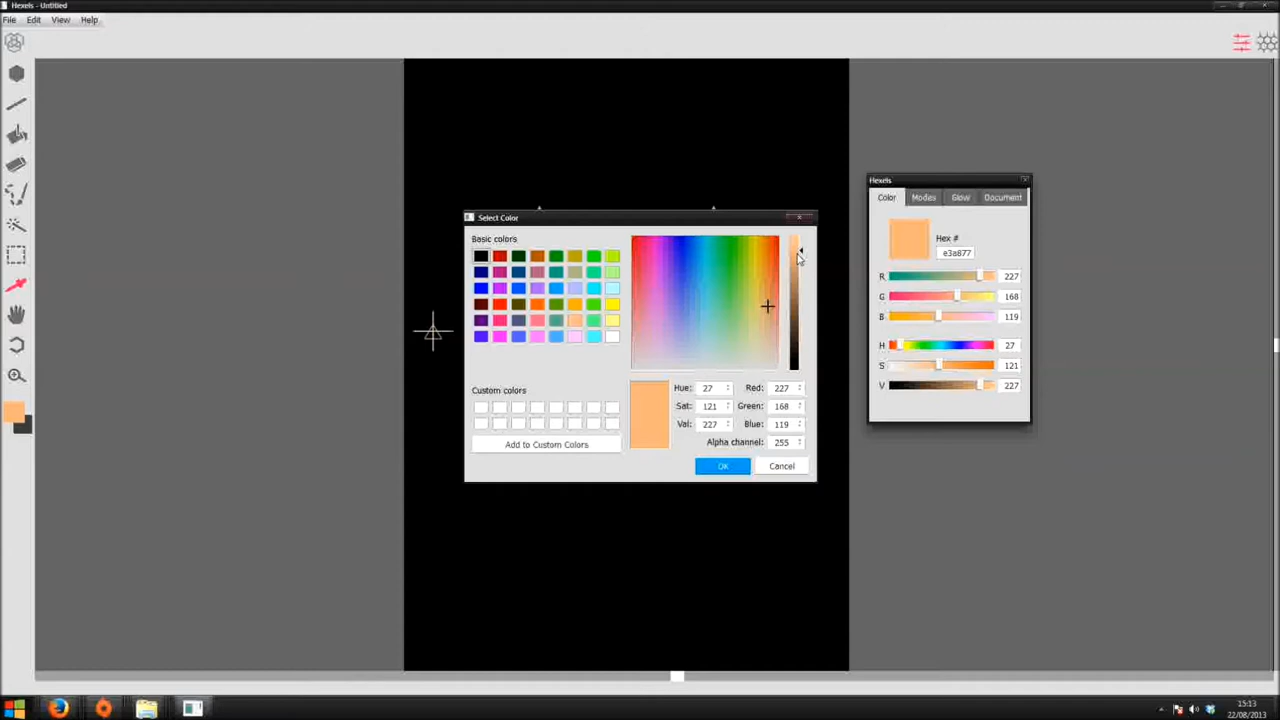 Hexels - Untitled
File Edit View Help
Select Color
Basic colors
Custom colors
Add to Custom Colors
Hue: 27 Red: 227
Sat: 121 Green: 168
Val: 227 Blue: 119
Alpha channel: 255
OK Cancel
Hexels
Color Modes Glow Document
Hex #
e3a877
R 227
G 168
B 119
H 27
S 121
V 227
15:13
22/08/2013